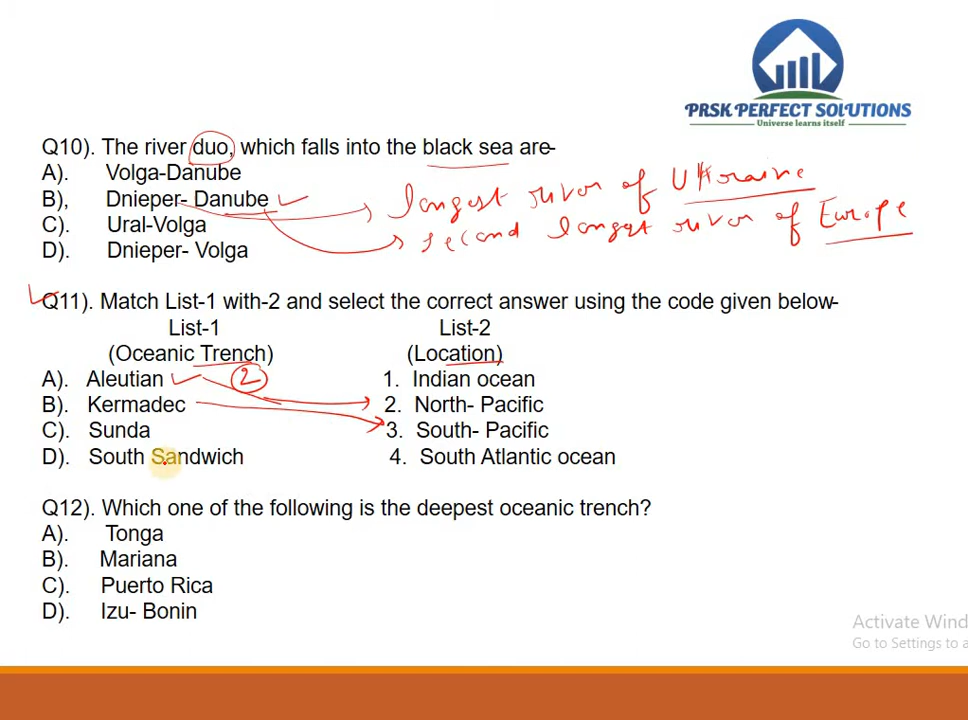 PRSK PERFECT SOLUTIONS
Universe learns itself
Q10). The river duo, which falls into the black sea are-
A). Volga-Danube
B), Dnieper- Danube
C). Ural-Volga
D). Dnieper- Volga
longest river of Ukraine
second longest river of Europe
Q11). Match List-1 with-2 and select the correct answer using the code given below-
List-1 List-2
(Oceanic Trench) (Location)
A). Aleutian 2 1. Indian ocean
B). Kermadec 2. North- Pacific
C). Sunda 3. South- Pacific
D). South Sandwich 4. South Atlantic ocean
Q12). Which one of the following is the deepest oceanic trench?
A). Tonga
B). Mariana
C). Puerto Rica
D). Izu- Bonin
Activate Wind
Go to Settings to a